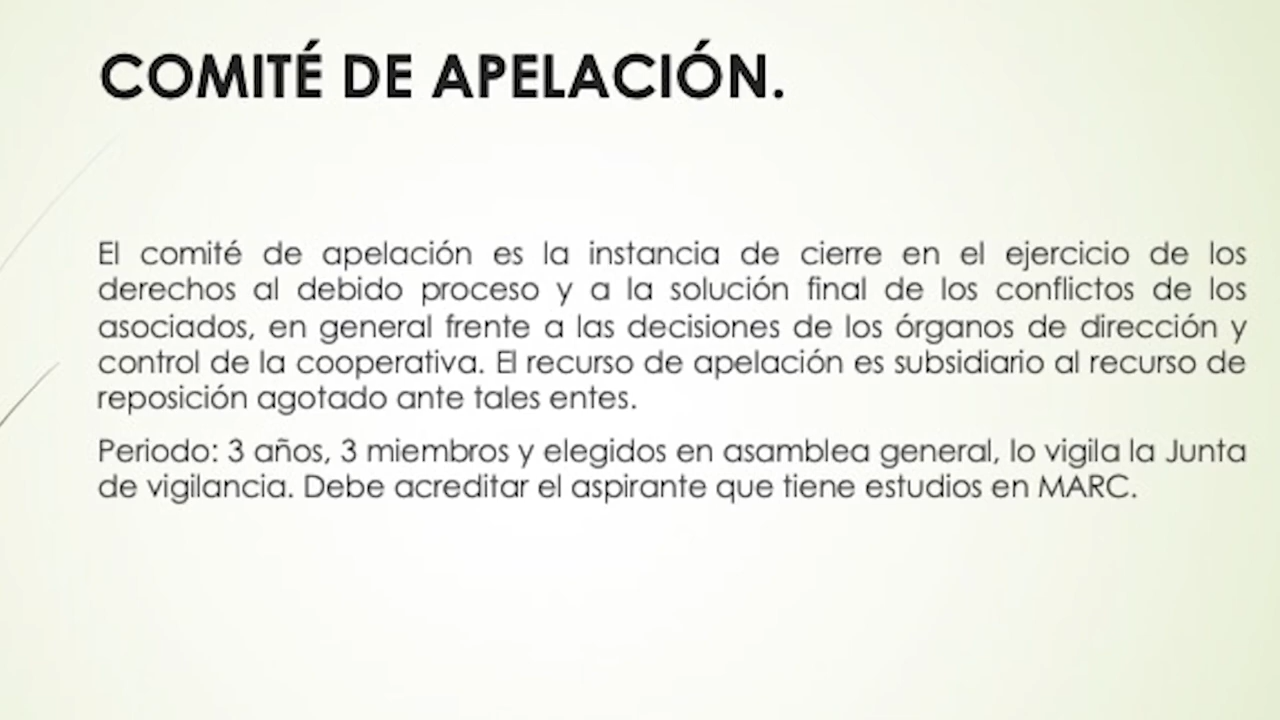 COMITÉ DE APELACIÓN.
El comité de apelación es la instancia de cierre en el ejercicio de los
derechos al debido proceso y a la solución final de los conflictos de los
asociados, en general frente a las decisiones de los órganos de dirección y
control de la cooperativa. El recurso de apelación es subsidiario al recurso de
reposición agotado ante tales entes.
Periodo: 3 años, 3 miembros y elegidos en asamblea general, lo vigila la Junta
de vigilancia. Debe acreditar el aspirante que tiene estudios en MARC.